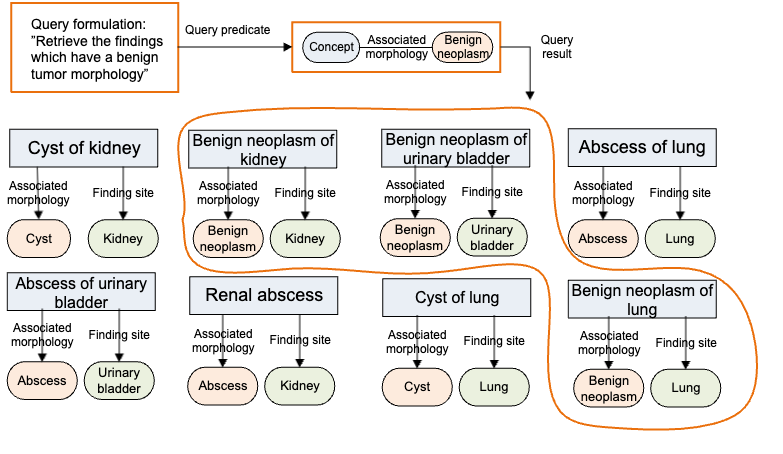 Query formulation:
”Retrieve the findings
which have a benign
tumor morphology”
Query predicate
Concept
Associated
morphology
Benign
neoplasm
Query
result
Cyst of kidney
Associated
morphology
Finding site
Cyst
Kidney
Benign neoplasm of
kidney
Associated
morphology
Finding site
Benign
neoplasm
Kidney
Benign neoplasm of
urinary bladder
Associated
morphology
Finding site
Benign
neoplasm
Urinary
bladder
Abscess of lung
Associated
morphology
Finding site
Abscess
Lung
Abscess of urinary
bladder
Associated
morphology
Finding site
Abscess
Urinary
bladder
Renal abscess
Associated
morphology
Finding site
Abscess
Kidney
Cyst of lung
Associated
morphology
Finding site
Cyst
Lung
Benign neoplasm of
lung
Associated
morphology
Finding site
Benign
neoplasm
Lung